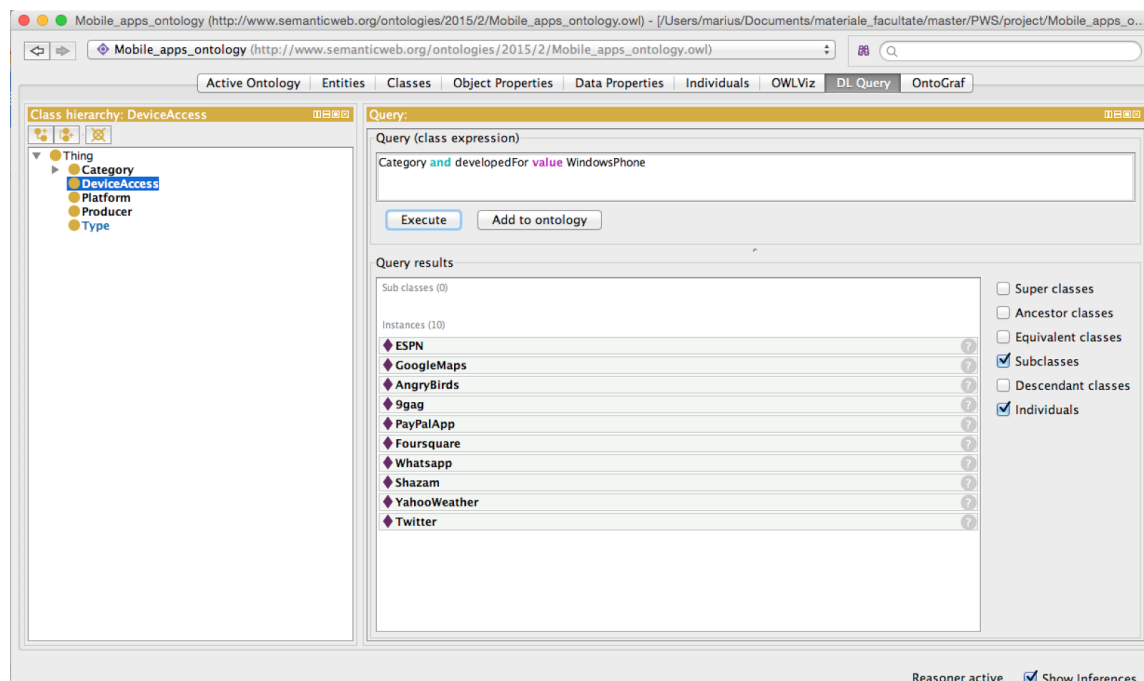 Mobile_apps_ontology (http://www.semanticweb.org/ontologies/2015/2/Mobile_apps_ontology.owl) - [/Users/marius/Documents/materiale_facultate/master/PWS/project/Mobile_apps_o...
Mobile_apps_ontology (http://www.semanticweb.org/ontologies/2015/2/Mobile_apps_ontology.owl)
Active Ontology Entities Classes Object Properties Data Properties Individuals OWLViz DL Query OntoGraf
Class hierarchy: DeviceAccess
Thing
Category
DeviceAccess
Platform
Producer
Type
Query:
Query (class expression)
Category and developedFor value WindowsPhone
Execute Add to ontology
Query results
Sub classes (0)
Instances (10)
ESPN
GoogleMaps
AngryBirds
9gag
PayPalApp
Foursquare
Whatsapp
Shazam
YahooWeather
Twitter
Super classes
Ancestor classes
Equivalent classes
Subclasses
Descendant classes
Individuals
Reasoner active Show Inferences